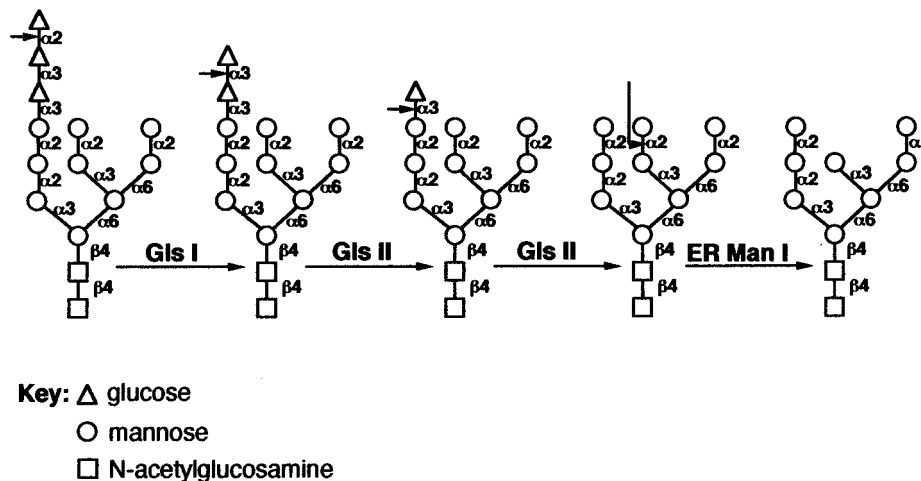 α2
α3 α3
α3 α3 α3
α2 α2 α2 α2 α2 α2 α2 α2 α2 α2 α2 α2 α2 α
α2 α3 α6 α2 α3 α6 α2 α3 α6 α2 α3 α6 α2 α3 α6
α3 α6 α3 α6 α3 α6 α3 α6 α3 α6
β4 Gls I β4 Gls II β4 Gls II β4 ER Man I β4
β4 β4 β4 β4 β4
Key: glucose
mannose
N-acetylglucosamine